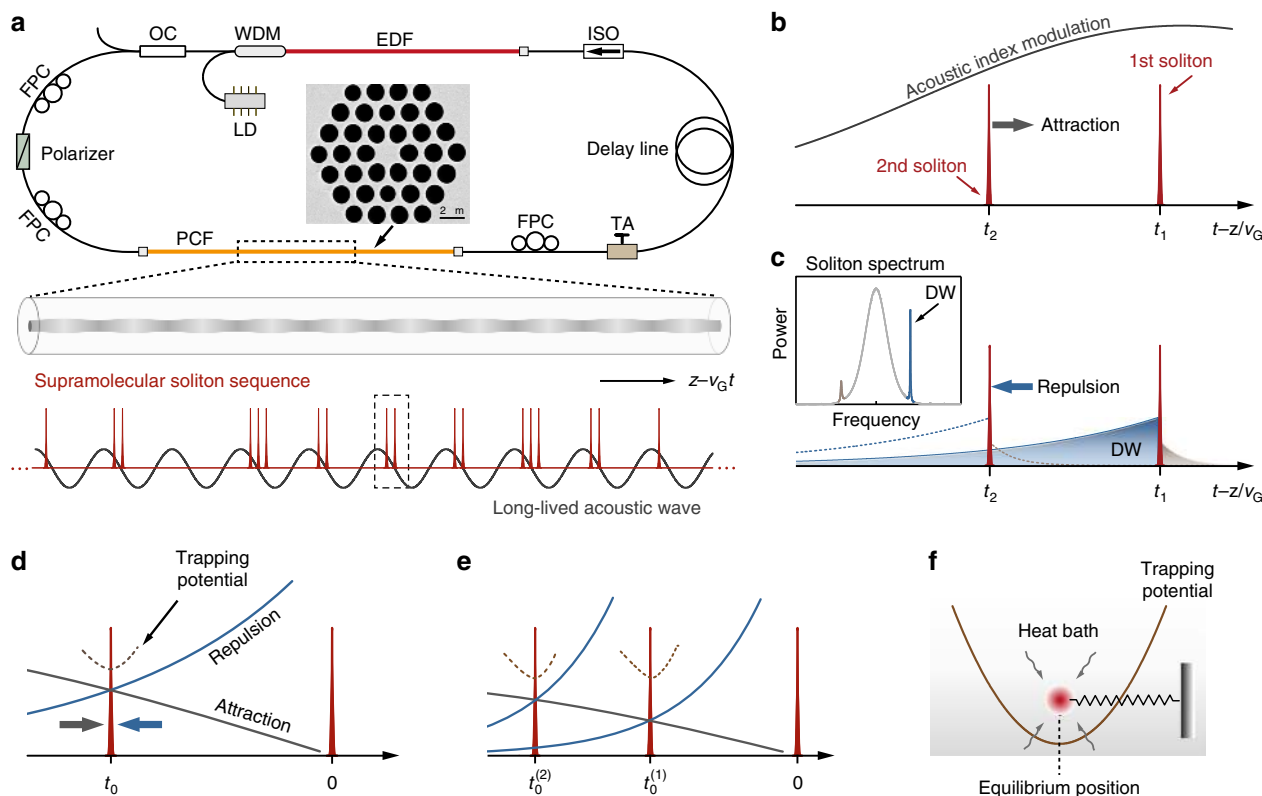 a
OC
WDM
EDF
ISO
FPC
LD
Polarizer
Delay line
2 m
FPC
PCF
FPC
TA
Supramolecular soliton sequence
z–v_G t
Long-lived acoustic wave
b
Acoustic index modulation
1st soliton
Attraction
2nd soliton
t₂
t₁
t–z/v_G
c
Soliton spectrum
DW
Power
Frequency
Repulsion
DW
t₂
t₁
t–z/v_G
d
Trapping
potential
Repulsion
Attraction
t₀
0
e
t₀⁽²⁾
t₀⁽¹⁾
0
f
Trapping
potential
Heat bath
Equilibrium position